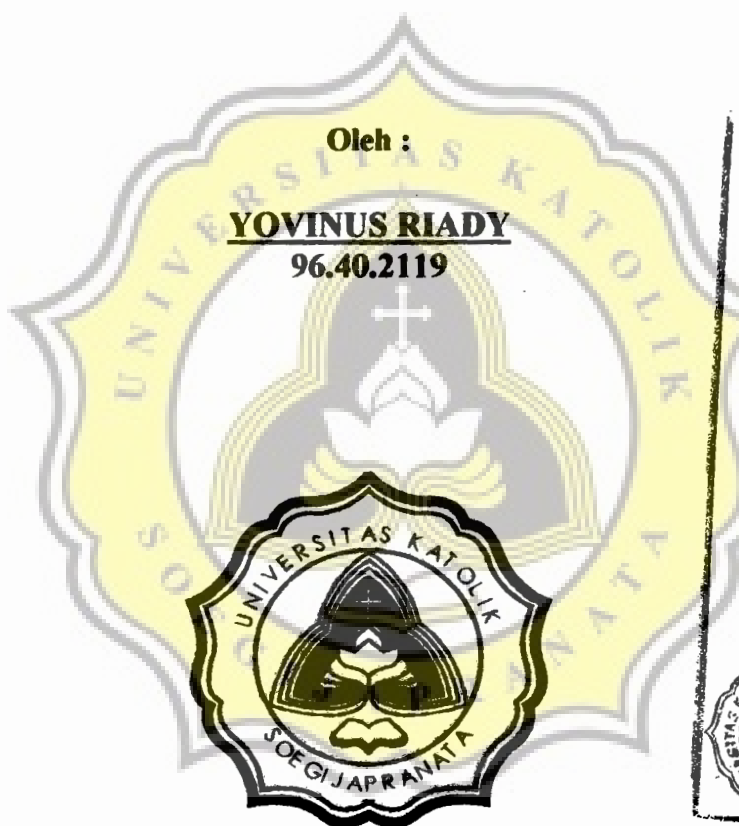 Oleh :
YOVINUS RIADY
96.40.2119
UNIVERSITAS KATOLIK
SOEGIJAPRANATA
UNIVERSITAS KATOLIK
SOEGIJAPRANATA